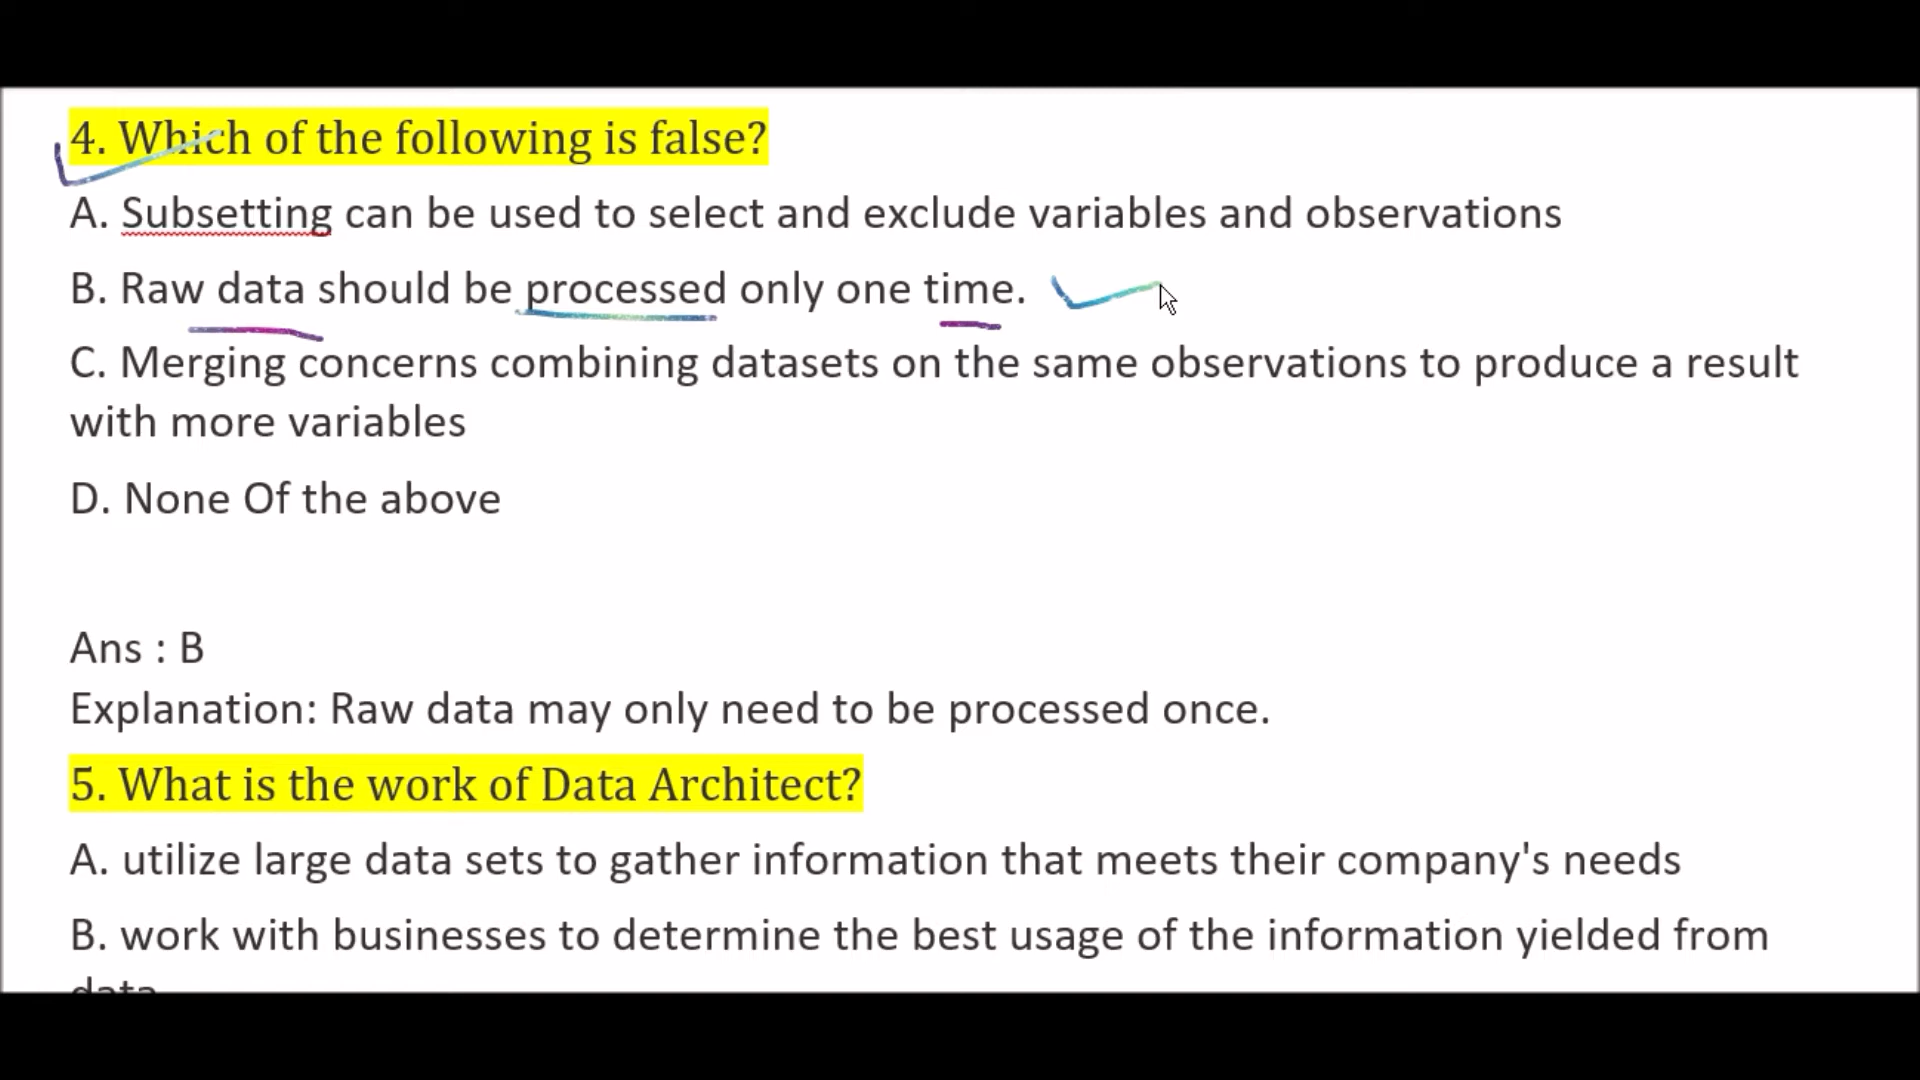 4. Which of the following is false?
A. Subsetting can be used to select and exclude variables and observations
B. Raw data should be processed only one time.
C. Merging concerns combining datasets on the same observations to produce a result
with more variables
D. None Of the above
Ans : B
Explanation: Raw data may only need to be processed once.
5. What is the work of Data Architect?
A. utilize large data sets to gather information that meets their company's needs
B. work with businesses to determine the best usage of the information yielded from
data